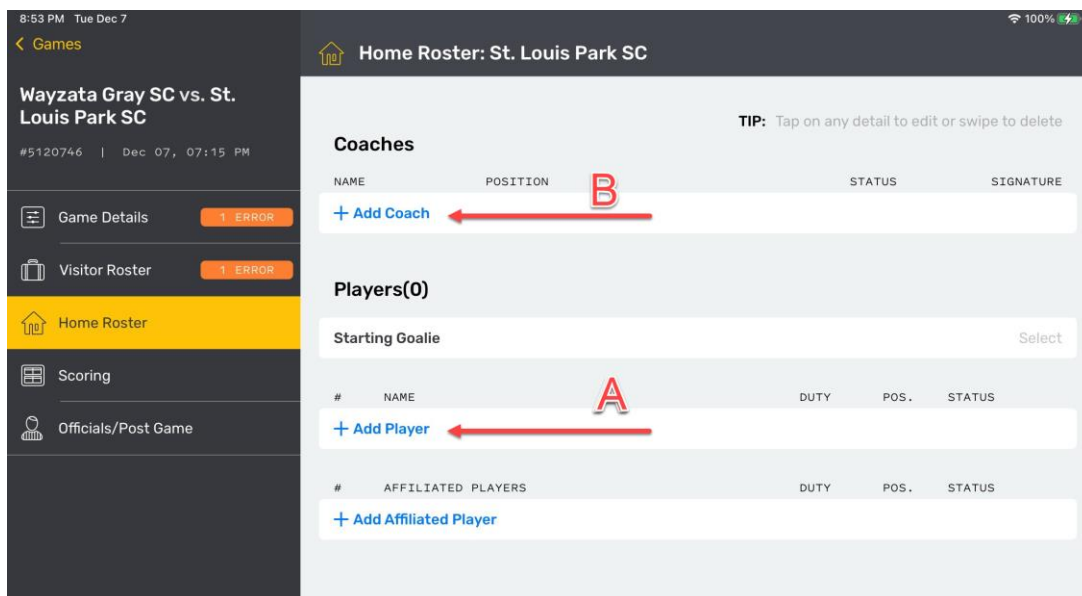 8:53 PM Tue Dec 7
100%
Games
Wayzata Gray SC vs. St.
Louis Park SC
#5120746 | Dec 07, 07:15 PM
Game Details 1 ERROR
Visitor Roster 1 ERROR
Home Roster
Scoring
Officials/Post Game
Home Roster: St. Louis Park SC
TIP: Tap on any detail to edit or swipe to delete
Coaches
NAME POSITION STATUS SIGNATURE
B
+ Add Coach
Players(0)
Starting Goalie Select
A
# NAME DUTY POS. STATUS
+ Add Player
# AFFILIATED PLAYERS DUTY POS. STATUS
+ Add Affiliated Player